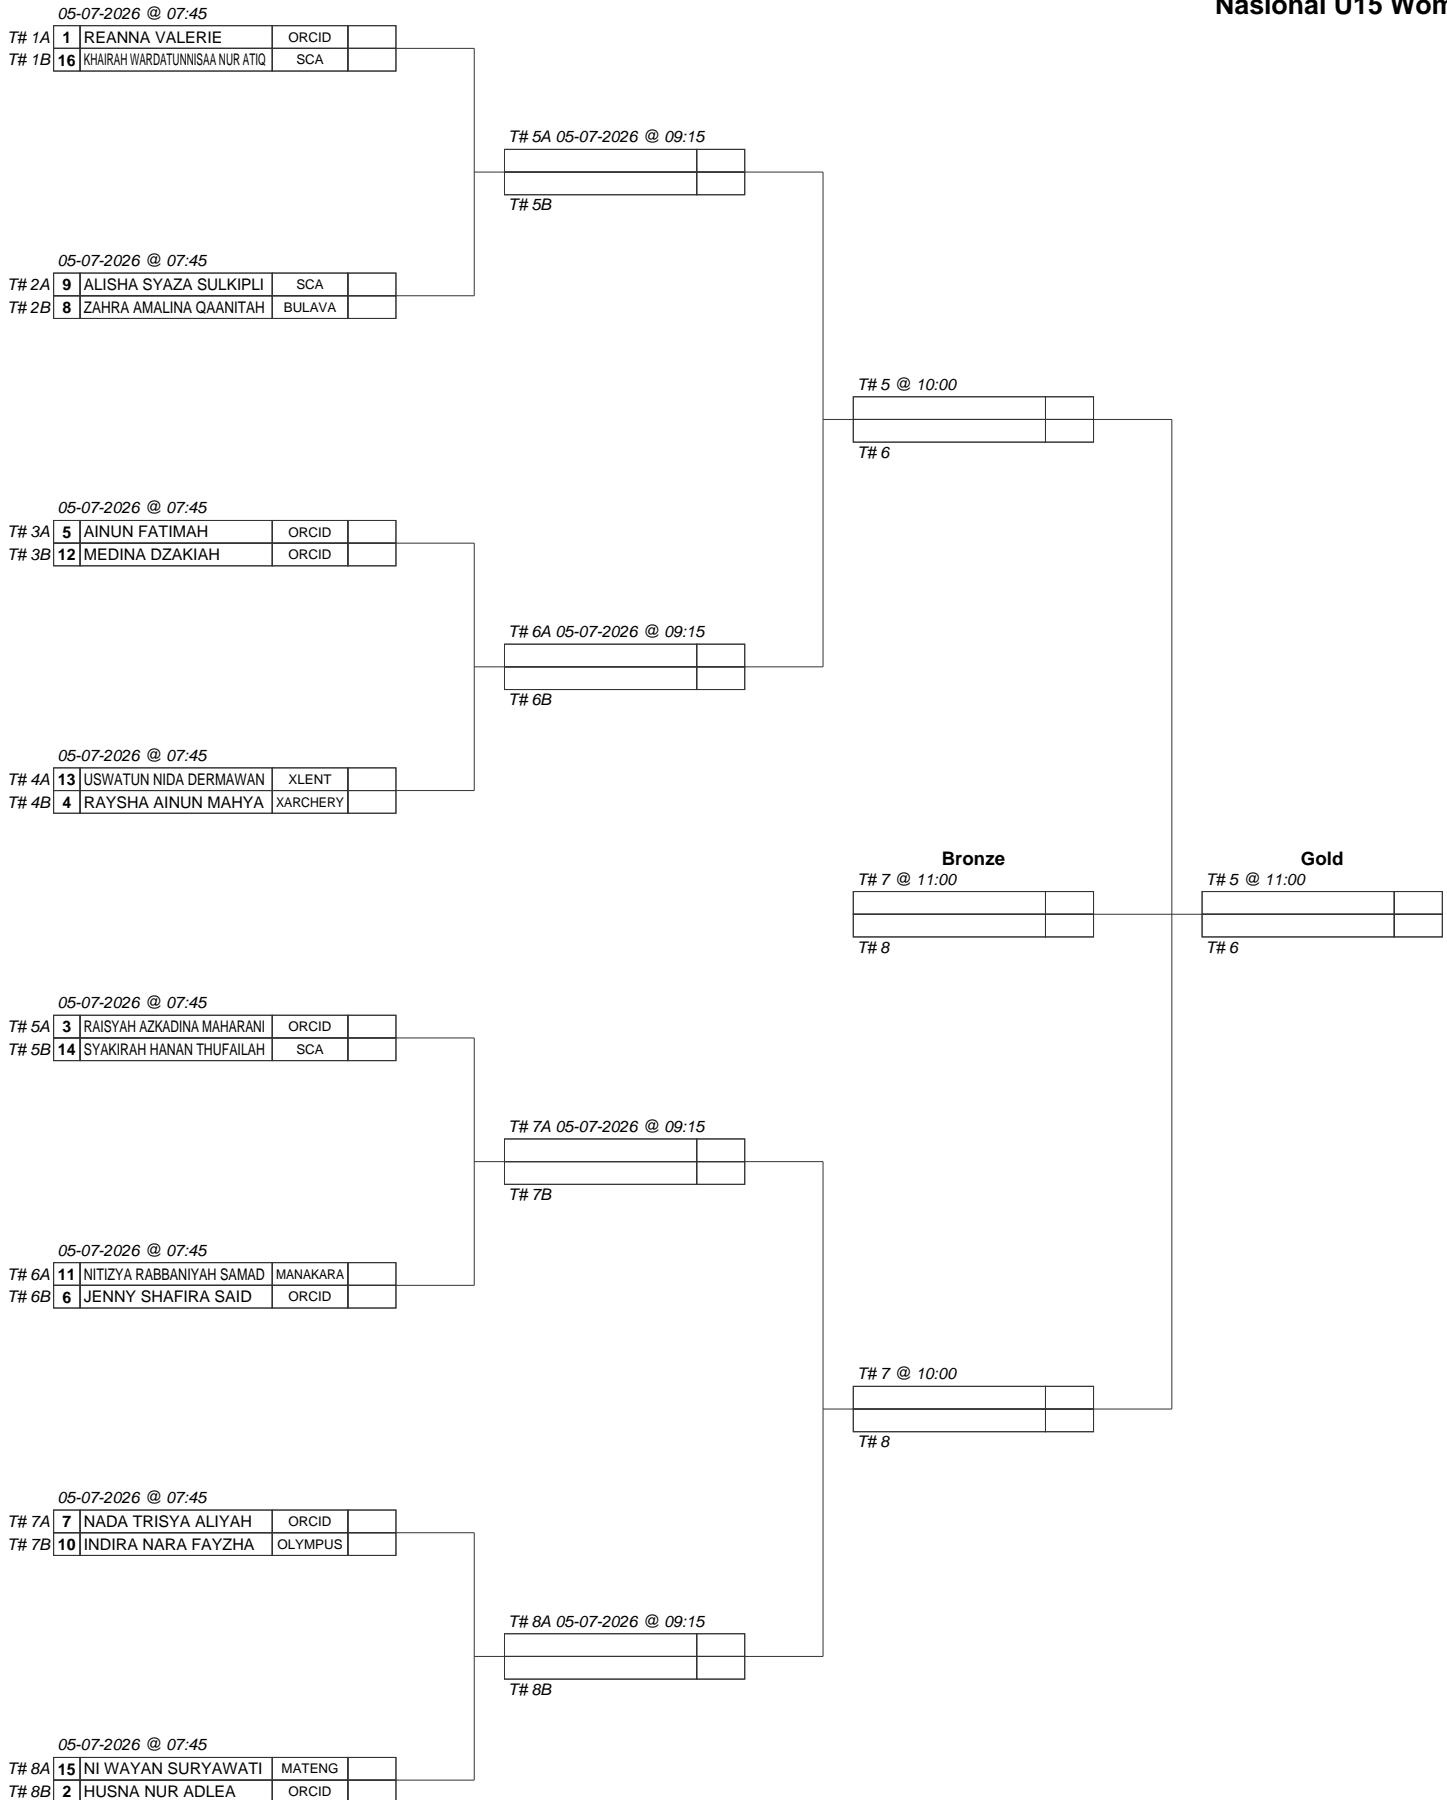 Nasional U15 Wom
05-07-2026 @ 07:45
T# 1A 1 REANNA VALERIE ORCID
T# 1B 16 KHAIRAH WARDATUNNISAA NUR ATIQ SCA
T# 5A 05-07-2026 @ 09:15
T# 5B
05-07-2026 @ 07:45
T# 2A 9 ALISHA SYAZA SULKIPLI SCA
T# 2B 8 ZAHRA AMALINA QAANITAH BULAVA
T# 5 @ 10:00
T# 6
05-07-2026 @ 07:45
T# 3A 5 AINUN FATIMAH ORCID
T# 3B 12 MEDINA DZAKIAH ORCID
T# 6A 05-07-2026 @ 09:15
T# 6B
05-07-2026 @ 07:45
T# 4A 13 USWATUN NIDA DERMAWAN XLENT
T# 4B 4 RAYSHA AINUN MAHYA XARCHERY
Bronze Gold
T# 7 @ 11:00 T# 5 @ 11:00
T# 8 T# 6
05-07-2026 @ 07:45
T# 5A 3 RAISYAH AZKADINA MAHARANI ORCID
T# 5B 14 SYAKIRAH HANAN THUFAILAH SCA
T# 7A 05-07-2026 @ 09:15
T# 7B
05-07-2026 @ 07:45
T# 6A 11 NITIZYA RABBANIYAH SAMAD MANAKARA
T# 6B 6 JENNY SHAFIRA SAID ORCID
T# 7 @ 10:00
T# 8
05-07-2026 @ 07:45
T# 7A 7 NADA TRISYA ALIYAH ORCID
T# 7B 10 INDIRA NARA FAYZHA OLYMPUS
T# 8A 05-07-2026 @ 09:15
T# 8B
05-07-2026 @ 07:45
T# 8A 15 NI WAYAN SURYAWATI MATENG
T# 8B 2 HUSNA NUR ADLEA ORCID